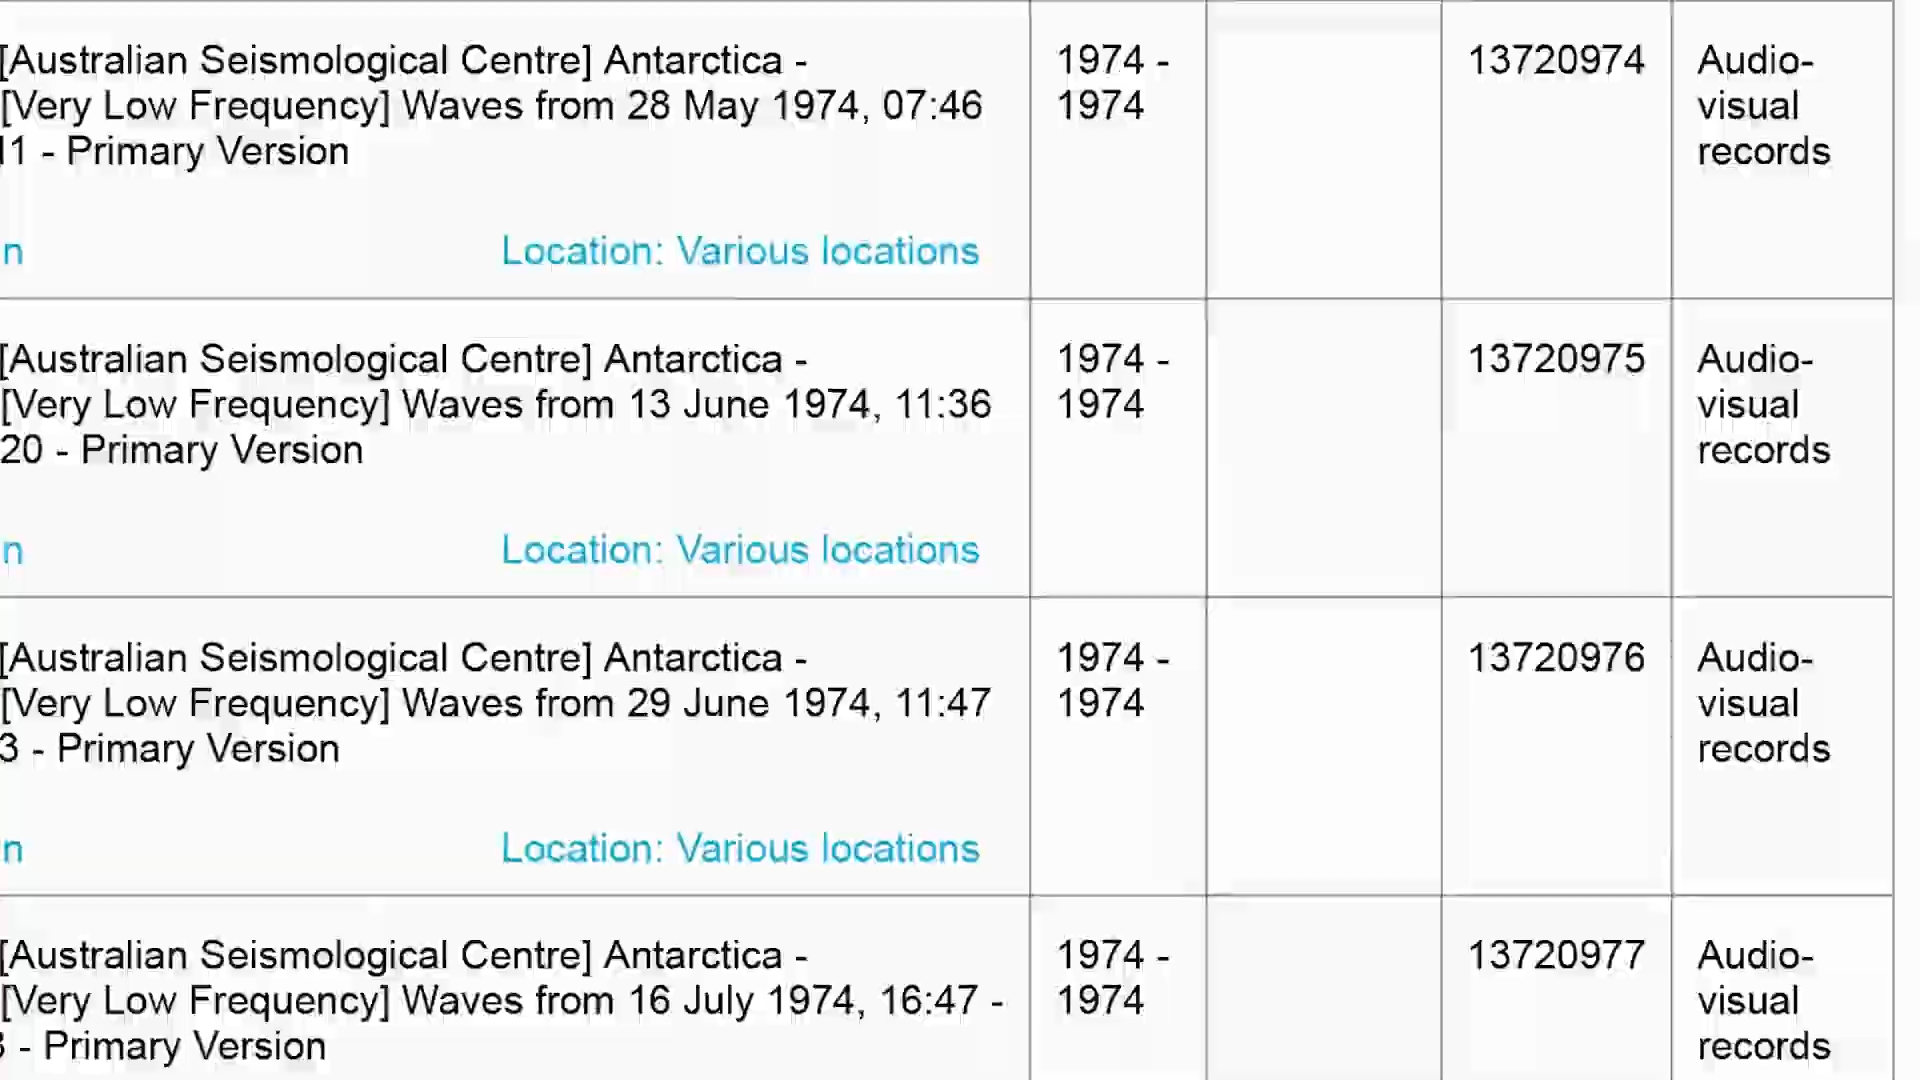 [Australian Seismological Centre] Antarctica -
[Very Low Frequency] Waves from 28 May 1974, 07:46
11 - Primary Version
n Location: Various locations
1974 -
1974
13720974
Audio-
visual
records
[Australian Seismological Centre] Antarctica -
[Very Low Frequency] Waves from 13 June 1974, 11:36
20 - Primary Version
n Location: Various locations
1974 -
1974
13720975
Audio-
visual
records
[Australian Seismological Centre] Antarctica -
[Very Low Frequency] Waves from 29 June 1974, 11:47
3 - Primary Version
n Location: Various locations
1974 -
1974
13720976
Audio-
visual
records
[Australian Seismological Centre] Antarctica -
[Very Low Frequency] Waves from 16 July 1974, 16:47 -
- Primary Version
1974 -
1974
13720977
Audio-
visual
records